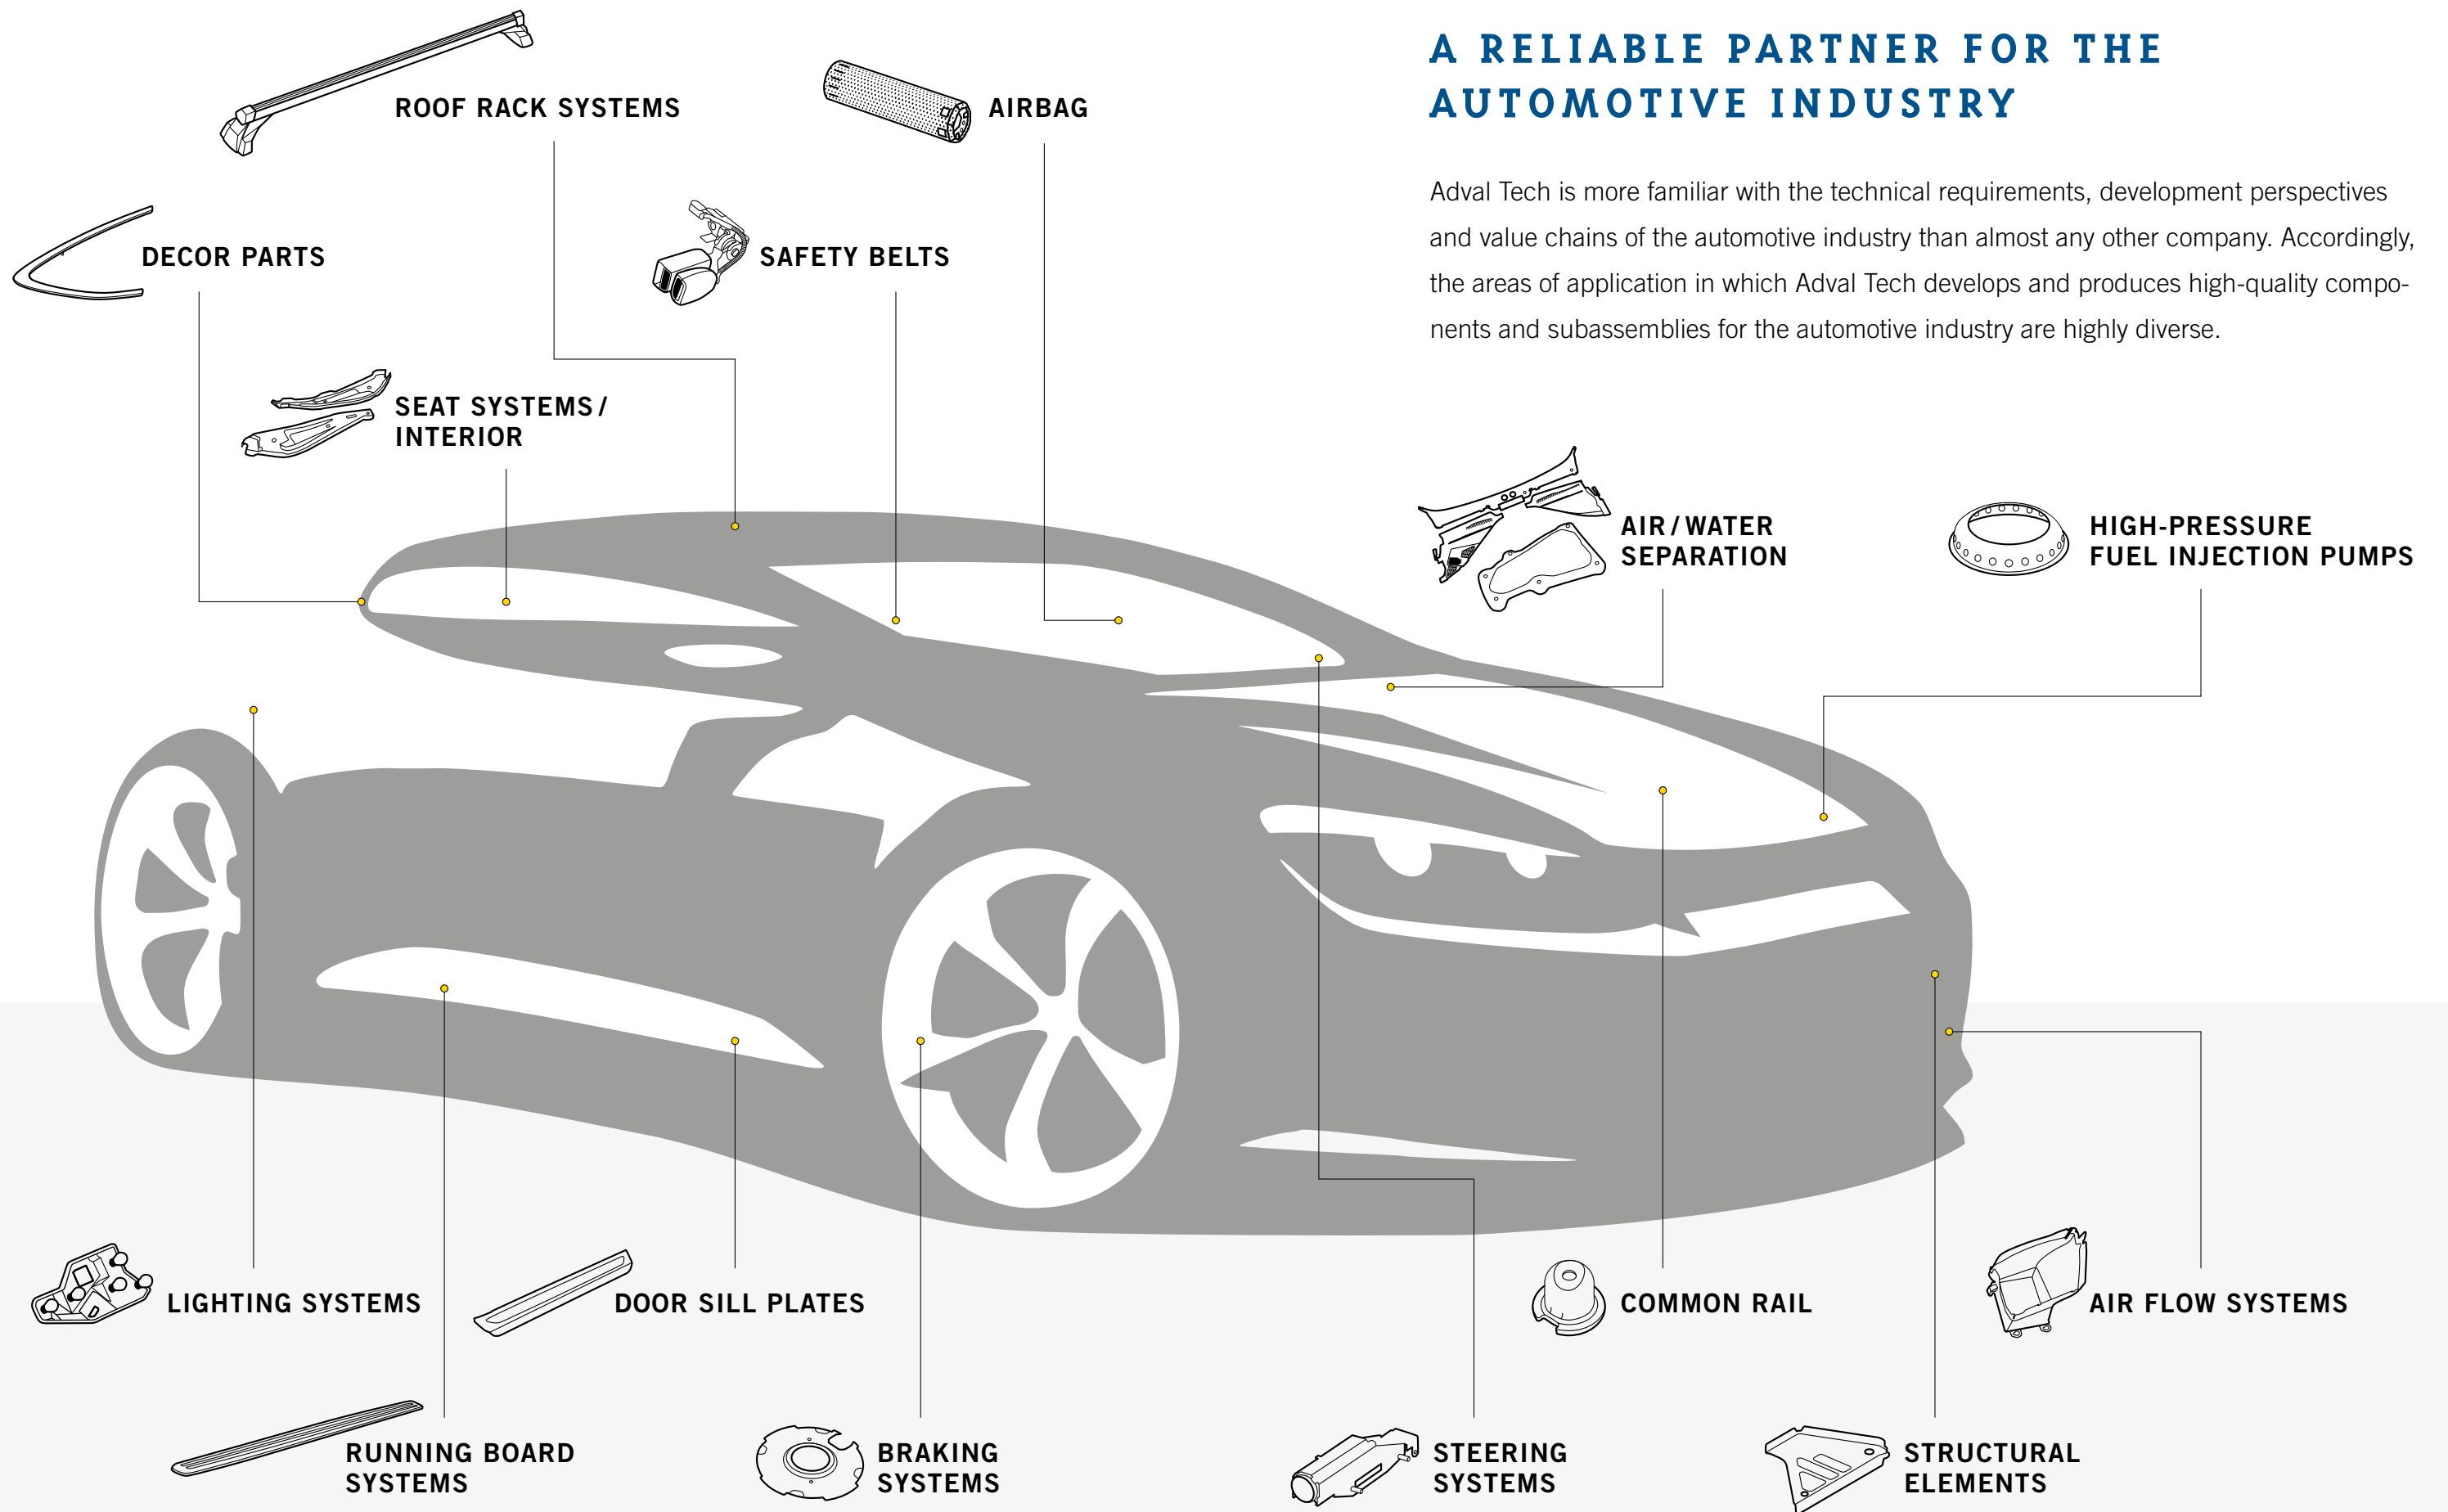 A RELIABLE PARTNER FOR THE
AUTOMOTIVE INDUSTRY
Adval Tech is more familiar with the technical requirements, development perspectives
and value chains of the automotive industry than almost any other company. Accordingly,
the areas of application in which Adval Tech develops and produces high-quality compo-
nents and subassemblies for the automotive industry are highly diverse.
ROOF RACK SYSTEMS
AIRBAG
DECOR PARTS
SAFETY BELTS
SEAT SYSTEMS/
INTERIOR
AIR/WATER
SEPARATION
HIGH-PRESSURE
FUEL INJECTION PUMPS
LIGHTING SYSTEMS
DOOR SILL PLATES
COMMON RAIL
AIR FLOW SYSTEMS
RUNNING BOARD
SYSTEMS
BRAKING
SYSTEMS
STEERING
SYSTEMS
STRUCTURAL
ELEMENTS